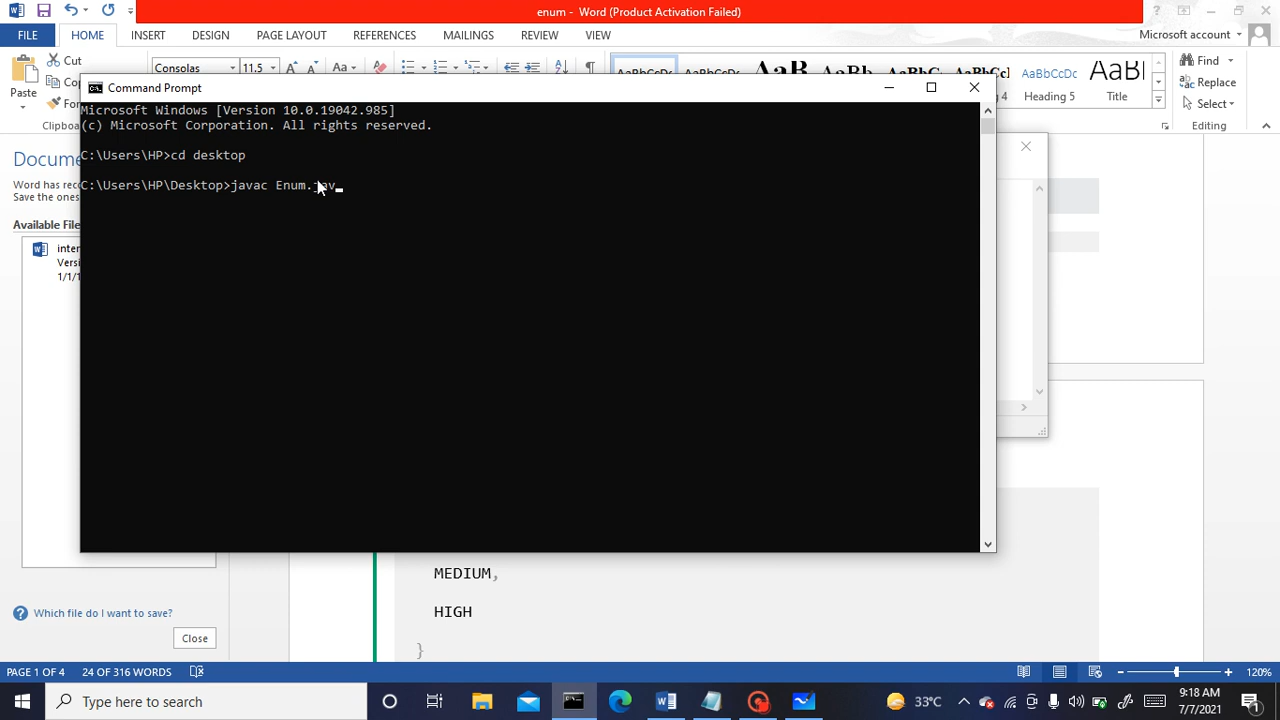 enum - Word (Product Activation Failed)
FILE HOME INSERT DESIGN PAGE LAYOUT REFERENCES MAILINGS REVIEW VIEW Microsoft account
Paste Cut Consolas 11.5 Aa AaBbCcDc Heading 5 Title Find
Replace
Select
Editing
Command Prompt
Microsoft Windows [Version 10.0.19042.985]
(c) Microsoft Corporation. All rights reserved.
C:\Users\HP>cd desktop
C:\Users\HP\Desktop>javac Enum.jav
Word has
Save the ones
Available File
MEDIUM,
HIGH
}
Which file do I want to save?
Close
PAGE 1 OF 4 24 OF 316 WORDS 120%
Type here to search 33°C 9:18 AM
7/7/2021